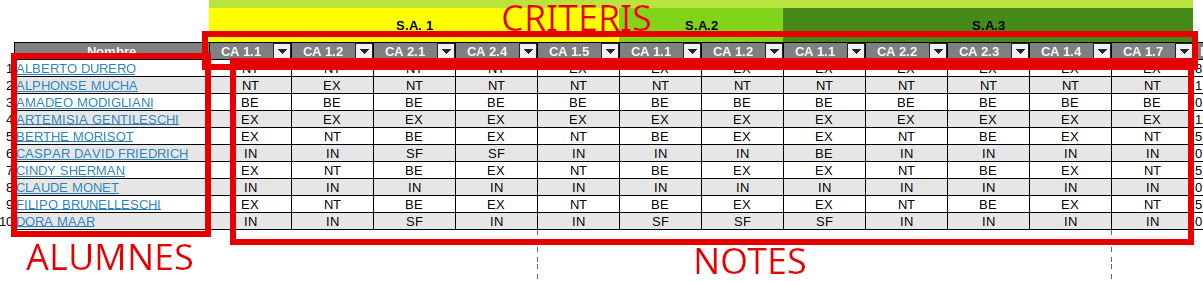 CRITERIS
S.A. 1 S.A.2 S.A.3
Nombre CA 1.1 CA 1.2 CA 2.1 CA 2.4 CA 1.5 CA 1.1 CA 1.2 CA 1.1 CA 2.2 CA 2.3 CA 1.4 CA 1.7
1 ALBERTO DURERO NT NT NT NT EX EX EX EX EX EX EX EX 8
2 ALPHONSE MUCHA NT EX NT NT NT NT NT NT NT NT NT NT 1
3 AMADEO MODIGLIANI BE BE BE BE BE BE BE BE BE BE BE BE 0
4 ARTEMISIA GENTILESCHI EX EX EX EX EX EX EX EX EX EX EX EX 1
5 BERTHE MORISOT EX NT BE EX NT BE EX EX NT BE EX NT 5
6 CASPAR DAVID FRIEDRICH IN IN SF SF IN IN IN BE IN IN IN IN 0
7 CINDY SHERMAN EX NT BE EX NT BE EX EX NT BE EX NT 5
8 CLAUDE MONET IN IN IN IN IN IN IN IN IN IN IN IN 0
9 FILIPO BRUNELLESCHI EX NT BE EX NT BE EX EX NT BE EX NT 5
10 DORA MAAR IN IN SF IN IN SF SF SF IN IN IN IN 0
ALUMNES NOTES